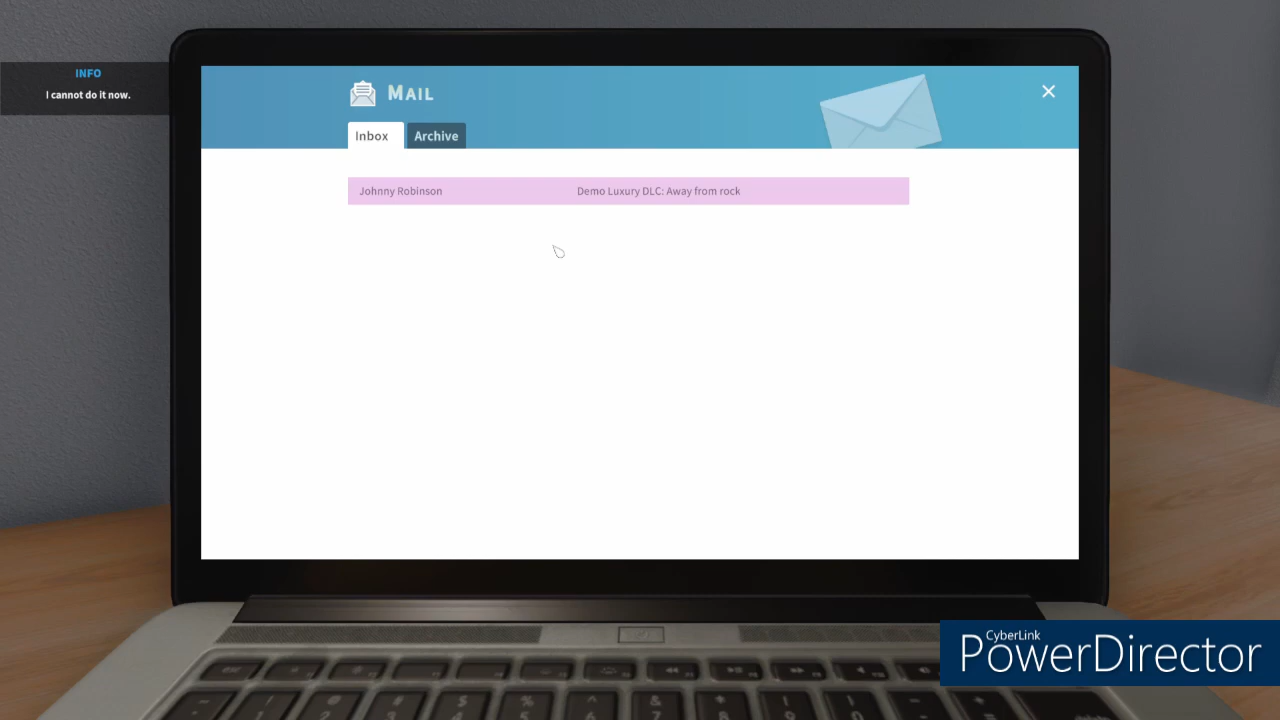 INFO
I cannot do it now.
MAIL
Inbox
Archive
Johnny Robinson
Demo Luxury DLC: Away from rock
CyberLink
PowerDirector